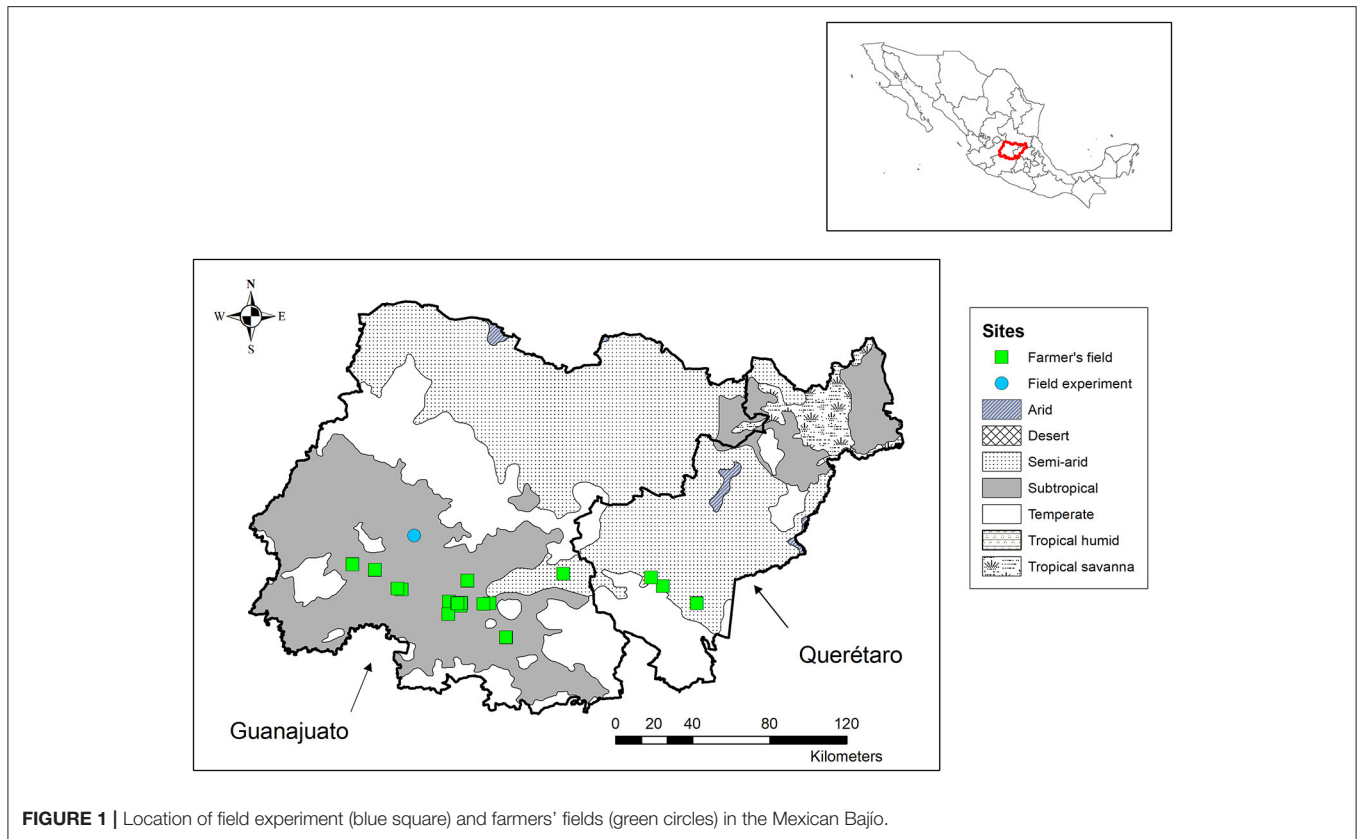 N
W E
S
Sites
Farmer's field
Field experiment
Arid
Desert
Semi-arid
Subtropical
Temperate
Tropical humid
Tropical savanna
Querétaro
Guanajuato
0 20 40 80 120
Kilometers
FIGURE 1 | Location of field experiment (blue square) and farmers' fields (green circles) in the Mexican Bajío.